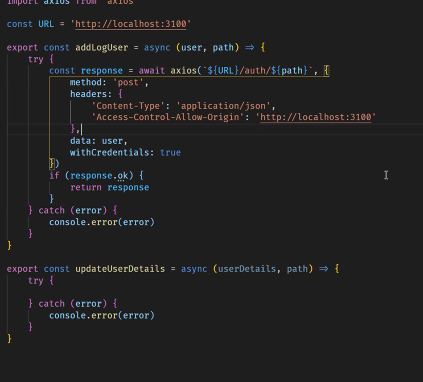 import axios from 'axios'
const URL = 'http://localhost:3100'
export const addLogUser = async (user, path) => {
try {
const response = await axios(`${URL}/auth/${path}`, {
method: 'post',
headers: {
'Content-Type': 'application/json',
'Access-Control-Allow-Origin': 'http://localhost:3100'
},
data: user,
withCredentials: true
})
if (response.ok) {
return response
}
} catch (error) {
console.error(error)
}
}
export const updateUserDetails = async (userDetails, path) => {
try {
} catch (error) {
console.error(error)
}
}